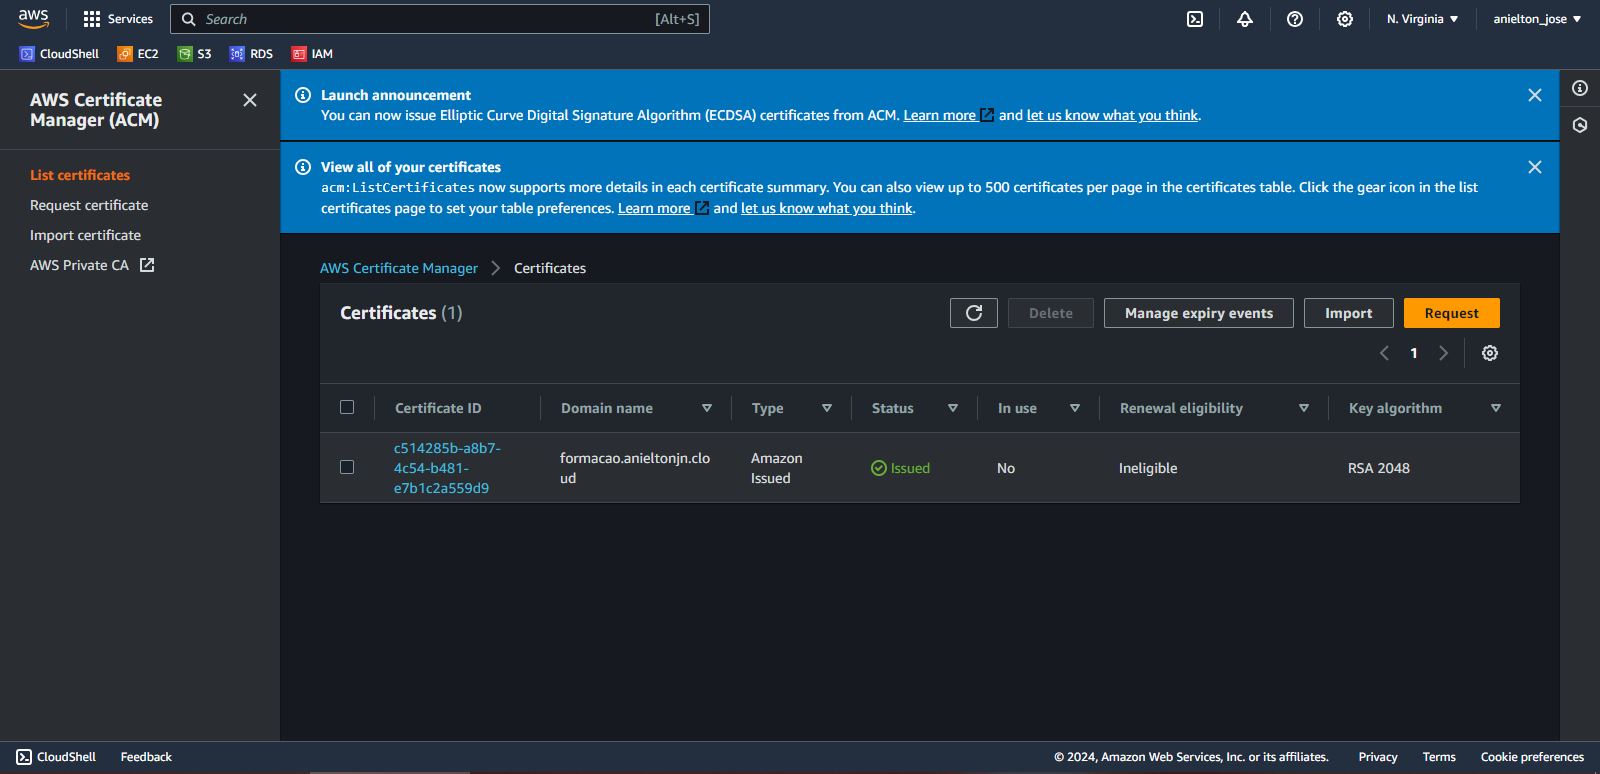 aws
Services
Search
[Alt+S]
N. Virginia
anielton_jose
CloudShell
EC2
S3
RDS
IAM
AWS Certificate
Manager (ACM)
List certificates
Request certificate
Import certificate
AWS Private CA
Launch announcement
You can now issue Elliptic Curve Digital Signature Algorithm (ECDSA) certificates from ACM. Learn more and let us know what you think.
View all of your certificates
acm:ListCertificates now supports more details in each certificate summary. You can also view up to 500 certificates per page in the certificates table. Click the gear icon in the list
certificates page to set your table preferences. Learn more and let us know what you think.
AWS Certificate Manager > Certificates
Certificates (1)
Delete
Manage expiry events
Import
Request
1
Certificate ID
Domain name
Type
Status
In use
Renewal eligibility
Key algorithm
c514285b-a8b7-
4c54-b481-
e7b1c2a559d9
formacao.anieltonjn.clo
ud
Amazon
Issued
Issued
No
Ineligible
RSA 2048
CloudShell
Feedback
© 2024, Amazon Web Services, Inc. or its affiliates.
Privacy
Terms
Cookie preferences